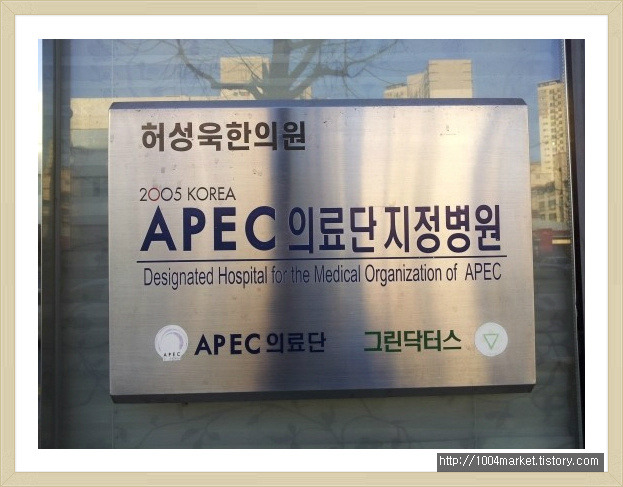 허성욱한의원
2005 KOREA
APEC 의료단 지정병원
Designated Hospital for the Medical Organization of APEC
APEC
APEC 의료단
그린닥터스
http://1004market.tistory.com